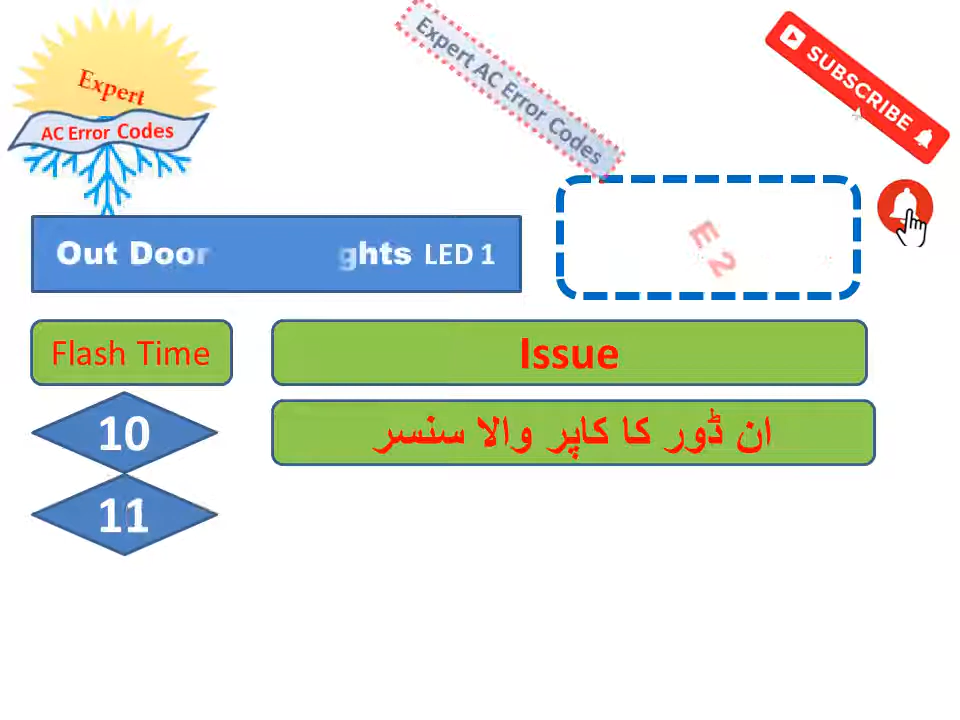 Expert
AC Error Codes
Expert AC Error Codes
SUBSCRIBE
Out Door ghts LED 1
E 2
Flash Time
Issue
10
ان ڈور کا کاپر والا سنسر
11